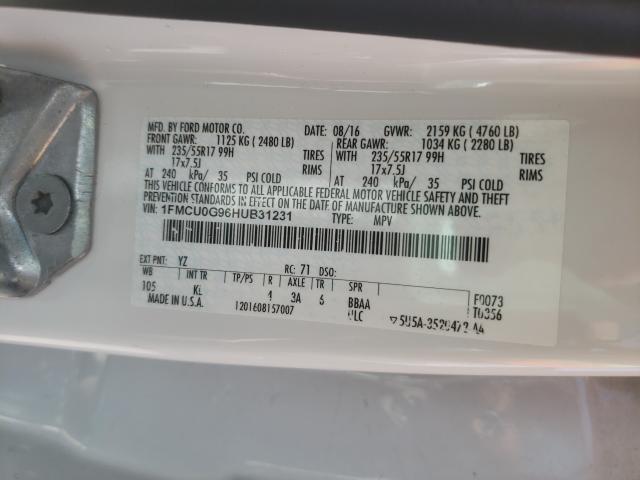 MFD. BY FORD MOTOR CO. DATE: 08/16 GVWR: 2159 KG ( 4760 LB)
FRONT GAWR: 1125 KG ( 2480 LB) REAR GAWR: 1034 KG ( 2280 LB)
WITH 235/55R17 99H TIRES WITH 235/55R17 99H TIRES
17x7.5J RIMS 17x7.5J RIMS
AT 240 kPa/ 35 PSI COLD AT 240 kPa/ 35 PSI COLD
THIS VEHICLE CONFORMS TO ALL APPLICABLE FEDERAL MOTOR VEHICLE SAFETY AND THEFT
PREVENTION STANDARDS IN EFFECT ON THE DATE OF MANUFACTURE SHOWN ABOVE.
VIN: 1FMCU0G96HUB31231 TYPE: MPV
EXT PNT: YZ RC: 71 DSO:
WB INT TR TP/PS R AXLE TR SPR F0073
105 KL 4 3A 6 BBAA T0356
MADE IN U.S.A. 1201608157007 ULC